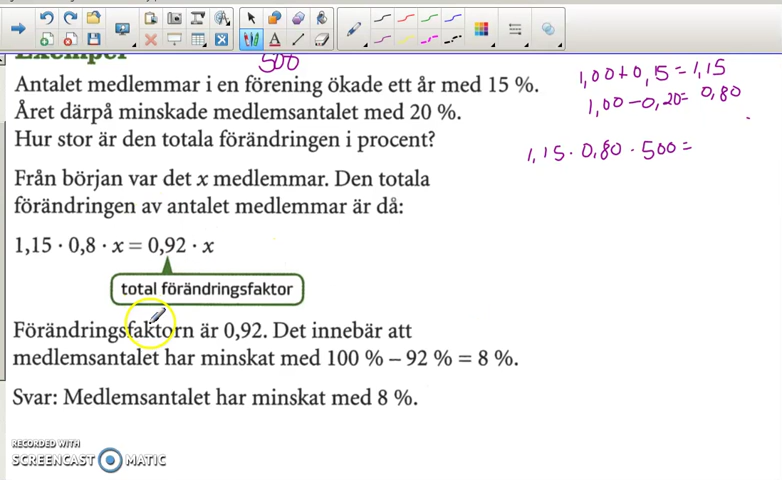 Exempel
500
Antalet medlemmar i en förening ökade ett år med 15 %.
Året därpå minskade medlemsantalet med 20 %.
Hur stor är den totala förändringen i procent?
1,00+0,15=1,15
1,00-0,20= 0,80
1,15·0,80·500=
Från början var det x medlemmar. Den totala
förändringen av antalet medlemmar är då:
1,15 · 0,8 · x = 0,92 · x
total förändringsfaktor
Förändringsfaktorn är 0,92. Det innebär att
medlemsantalet har minskat med 100 % – 92 % = 8 %.
Svar: Medlemsantalet har minskat med 8 %.
RECORDED WITH
SCREENCAST MATIC